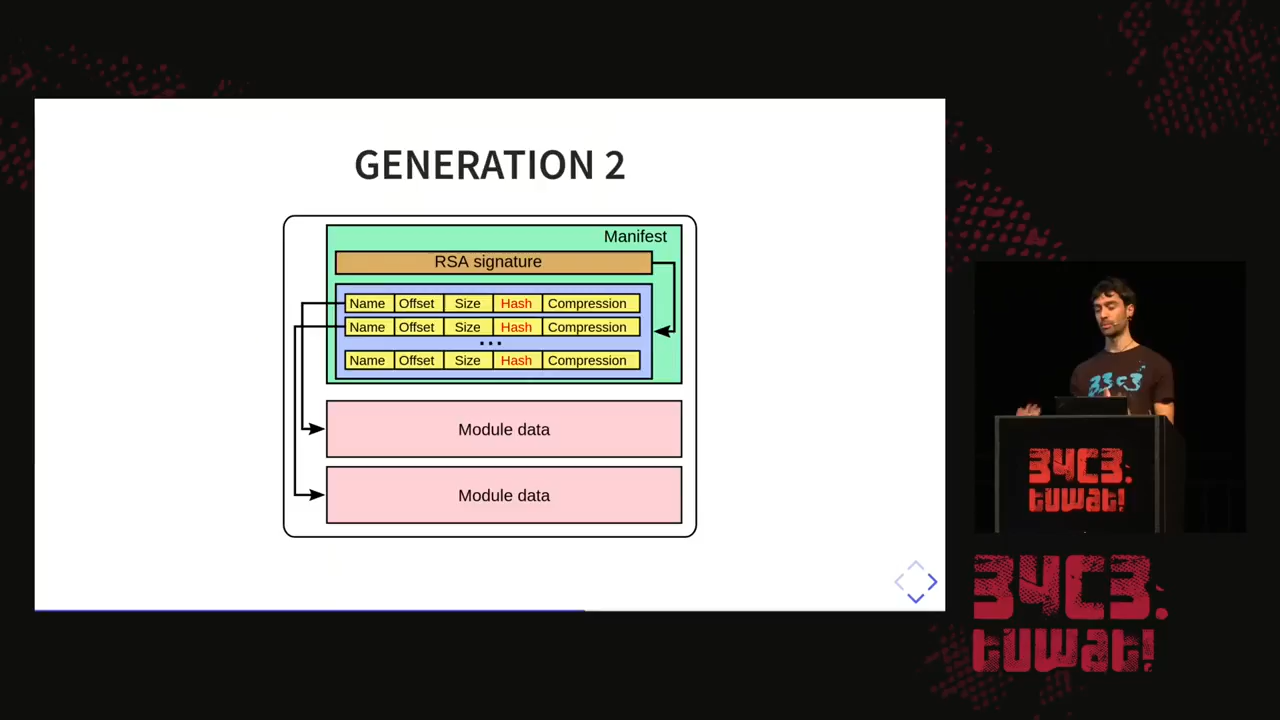 GENERATION 2
Manifest
RSA signature
Name Offset Size Hash Compression
Name Offset Size Hash Compression
...
Name Offset Size Hash Compression
Module data
Module data
33c3
34C3.
tuwat!
34C3.
tuwat!